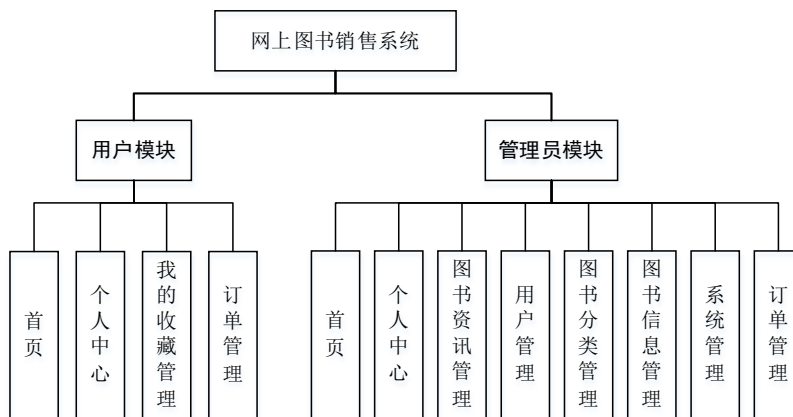 网上图书销售系统
用户模块
管理员模块
首页
个人中心
我的收藏管理
订单管理
首页
个人中心
图书资讯管理
用户管理
图书分类管理
图书信息管理
系统管理
订单管理